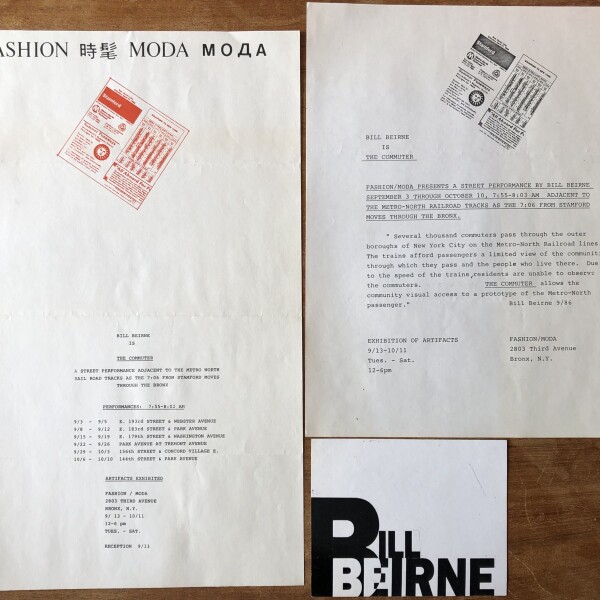 FASHION 時髦 MODA МОДА
Stamford
BILL BEIRNE
IS
THE COMMUTER
A STREET PERFORMANCE ADJACENT TO THE METRO NORTH
RAIL ROAD TRACKS AS THE 7:06 FROM STAMFORD MOVES
THROUGH THE BRONX
PERFORMANCES: 7:55-8:03 AM
9/3 - 9/5 E. 193rd STREET & WEBSTER AVENUE
9/8 - 9/12 E. 183rd STREET & PARK AVENUE
9/15 - 9/19 E. 179th STREET & WASHINGTON AVENUE
9/22 - 9/26 PARK AVENUE AT TREMONT AVENUE
9/29 - 10/3 156th STREET & CONCORD VILLAGE E.
10/6 - 10/10 144th STREET & PARK AVENUE
ARTIFACTS EXHIBITED
FASHION / MODA
2803 THIRD AVENUE
BRONX, N.Y.
9/ 13 - 10/11
12-6 pm
TUES. - SAT.
RECEPTION 9/13
Stamford
BILL BEIRNE
IS
THE COMMUTER
FASHION/MODA PRESENTS A STREET PERFORMANCE BY BILL BEIRNE
SEPTEMBER 3 THROUGH OCTOBER 10, 7:55-8:03 AM ADJACENT TO
THE METRO-NORTH RAILROAD TRACKS AS THE 7:06 FROM STAMFORD
MOVES THROUGH THE BRONX.
" Several thousand commuters pass through the outer
boroughs of New York City on the Metro-North Railroad lines
The trains afford passengers a limited view of the communit
through which they pass and the people who live there. Due
to the speed of the trains,residents are unable to observe
the commuters. THE COMPUTER allows the
community visual access to a prototype of the Metro-North
passenger." Bill Beirne 9/86
EXHIBITION OF ARTIFACTS
9/13-10/11
Tues. - Sat.
12-6pm
FASHION/MODA
2803 Third Avenue
Bronx, N.Y.
BILL
BEIRNE